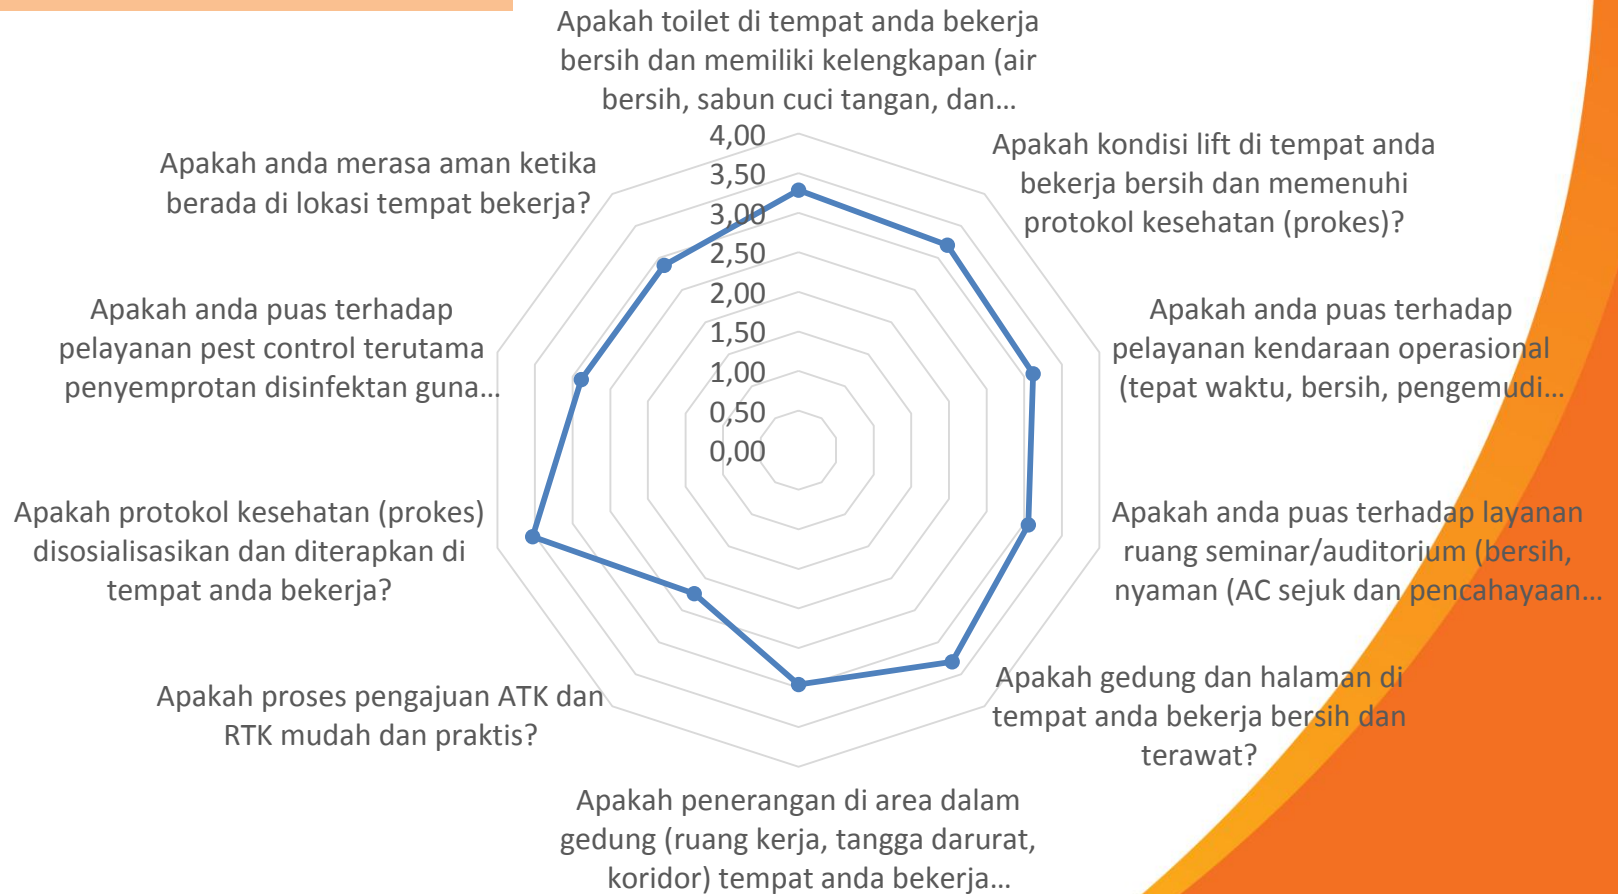 Apakah toilet di tempat anda bekerja
bersih dan memiliki kelengkapan (air
bersih, sabun cuci tangan, dan…
Apakah kondisi lift di tempat anda
bekerja bersih dan memenuhi
protokol kesehatan (prokes)?
Apakah anda puas terhadap
pelayanan kendaraan operasional
(tepat waktu, bersih, pengemudi…
Apakah anda puas terhadap layanan
ruang seminar/auditorium (bersih,
nyaman (AC sejuk dan pencahayaan…
Apakah gedung dan halaman di
tempat anda bekerja bersih dan
terawat?
Apakah penerangan di area dalam
gedung (ruang kerja, tangga darurat,
koridor) tempat anda bekerja…
Apakah proses pengajuan ATK dan
RTK mudah dan praktis?
Apakah protokol kesehatan (prokes)
disosialisasikan dan diterapkan di
tempat anda bekerja?
Apakah anda puas terhadap
pelayanan pest control terutama
penyemprotan disinfektan guna…
Apakah anda merasa aman ketika
berada di lokasi tempat bekerja?
4,00
3,50
3,00
2,50
2,00
1,50
1,00
0,50
0,00